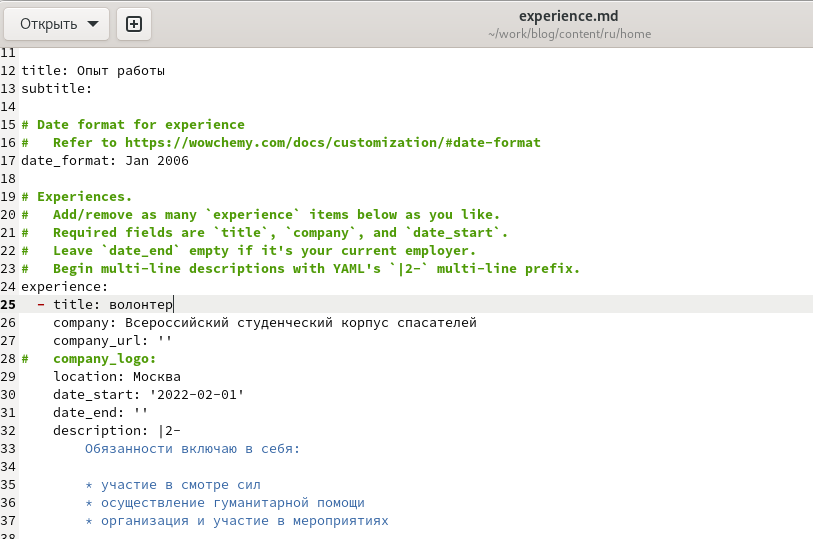 Открыть
experience.md
~/work/blog/content/ru/home
11
12 title: Опыт работы
13 subtitle:
14
15 # Date format for experience
16 #   Refer to https://wowchemy.com/docs/customization/#date-format
17 date_format: Jan 2006
18
19 # Experiences.
20 #   Add/remove as many `experience` items below as you like.
21 #   Required fields are `title`, `company`, and `date_start`.
22 #   Leave `date_end` empty if it's your current employer.
23 #   Begin multi-line descriptions with YAML's `|2-` multi-line prefix.
24 experience:
25   - title: волонтер
26     company: Всероссийский студенческий корпус спасателей
27     company_url: ''
28 #   company_logo:
29     location: Москва
30     date_start: '2022-02-01'
31     date_end: ''
32     description: |2-
33         Обязанности включаю в себя:
34
35         * участие в смотре сил
36         * осуществление гуманитарной помощи
37         * организация и участие в мероприятиях
38